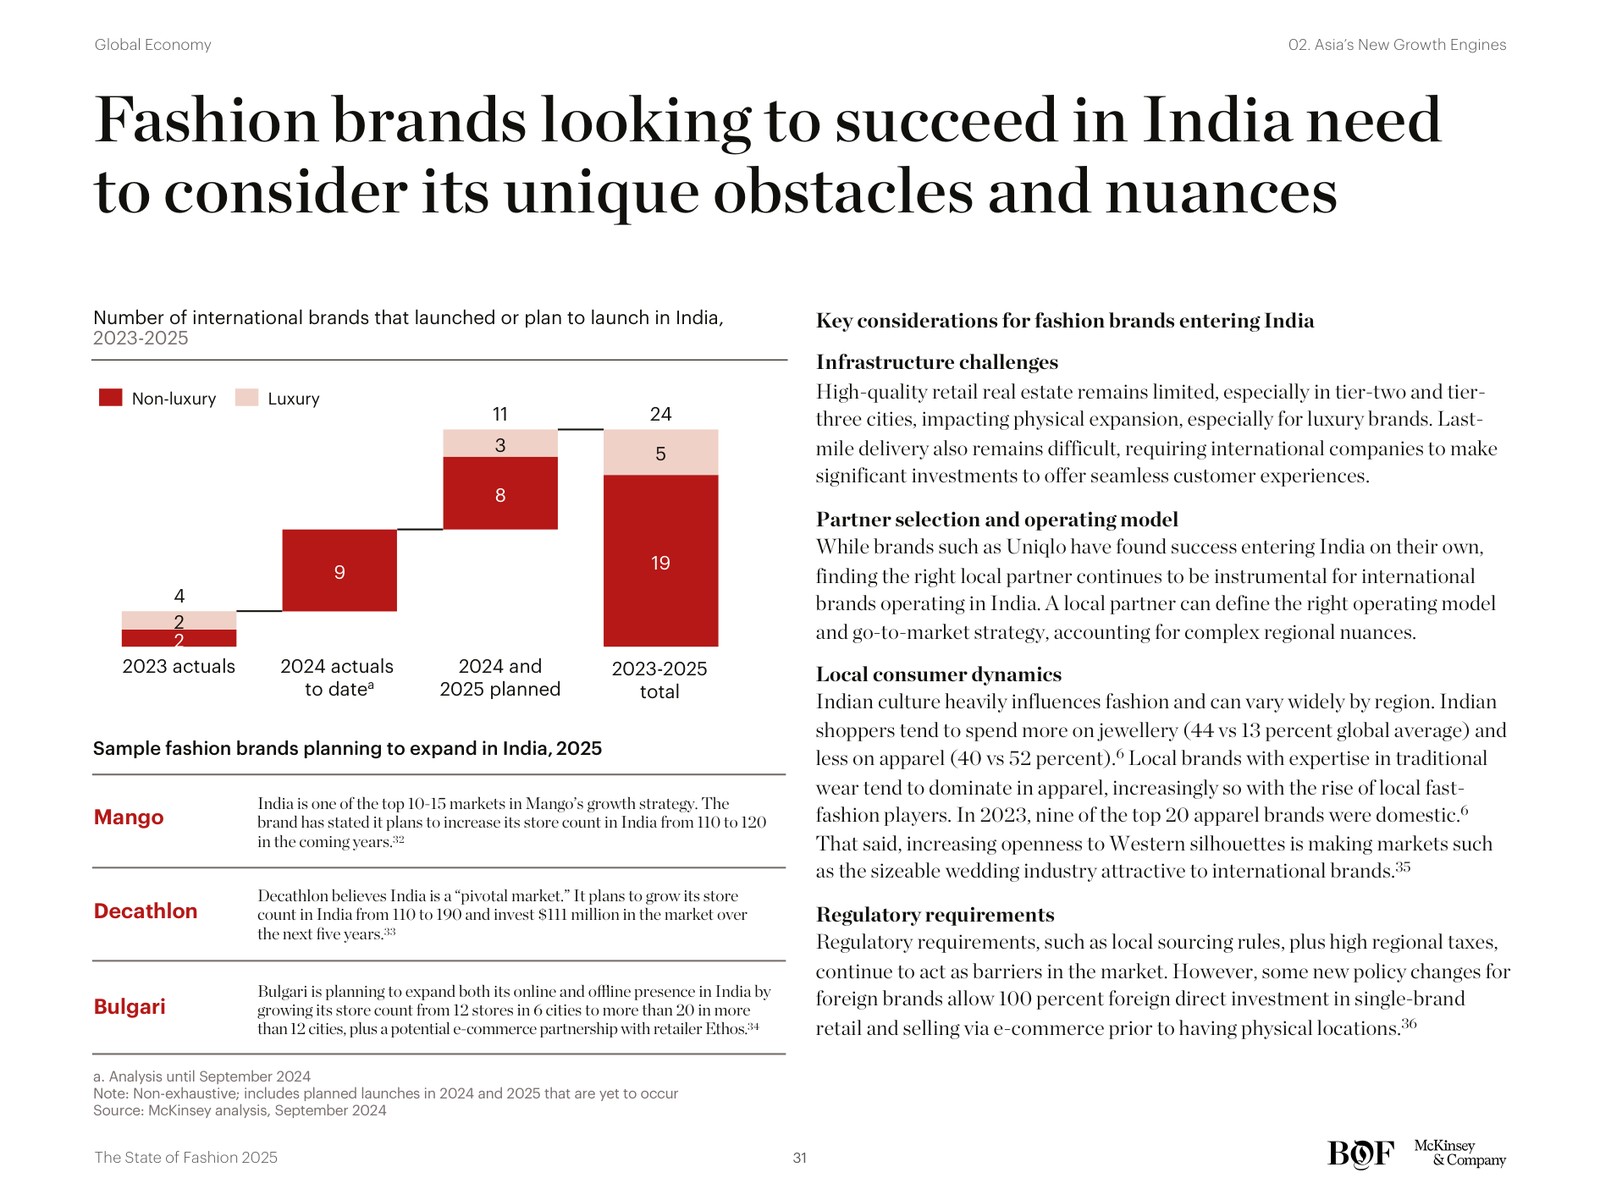 Global Economy
02. Asia's New Growth Engines
Fashion brands looking to succeed in India need
to consider its unique obstacles and nuances
Number of international brands that launched or plan to launch in India,
2023-2025
Non-luxury
Luxury
4
2
2
9
11
3
8
24
5
19
2023 actuals
2024 actuals
to dateᵃ
2024 and
2025 planned
2023-2025
total
Sample fashion brands planning to expand in India, 2025
Mango
India is one of the top 10-15 markets in Mango's growth strategy. The
brand has stated it plans to increase its store count in India from 110 to 120
in the coming years.³²
Decathlon
Decathlon believes India is a “pivotal market.” It plans to grow its store
count in India from 110 to 190 and invest $111 million in the market over
the next five years.³³
Bulgari
Bulgari is planning to expand both its online and offline presence in India by
growing its store count from 12 stores in 6 cities to more than 20 in more
than 12 cities, plus a potential e-commerce partnership with retailer Ethos.³⁴
a. Analysis until September 2024
Note: Non-exhaustive; includes planned launches in 2024 and 2025 that are yet to occur
Source: McKinsey analysis, September 2024
Key considerations for fashion brands entering India
Infrastructure challenges
High-quality retail real estate remains limited, especially in tier-two and tier-
three cities, impacting physical expansion, especially for luxury brands. Last-
mile delivery also remains difficult, requiring international companies to make
significant investments to offer seamless customer experiences.
Partner selection and operating model
While brands such as Uniqlo have found success entering India on their own,
finding the right local partner continues to be instrumental for international
brands operating in India. A local partner can define the right operating model
and go-to-market strategy, accounting for complex regional nuances.
Local consumer dynamics
Indian culture heavily influences fashion and can vary widely by region. Indian
shoppers tend to spend more on jewellery (44 vs 13 percent global average) and
less on apparel (40 vs 52 percent).⁶ Local brands with expertise in traditional
wear tend to dominate in apparel, increasingly so with the rise of local fast-
fashion players. In 2023, nine of the top 20 apparel brands were domestic.⁶
That said, increasing openness to Western silhouettes is making markets such
as the sizeable wedding industry attractive to international brands.³⁵
Regulatory requirements
Regulatory requirements, such as local sourcing rules, plus high regional taxes,
continue to act as barriers in the market. However, some new policy changes for
foreign brands allow 100 percent foreign direct investment in single-brand
retail and selling via e-commerce prior to having physical locations.³⁶
The State of Fashion 2025
31
BOF
McKinsey
& Company